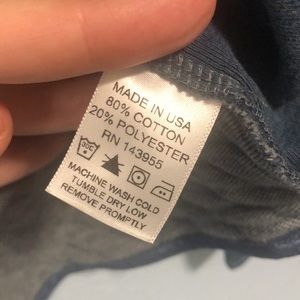 MADE IN USA
80% COTTON
20% POLYESTER
RN 143955
MACHINE WASH COLD
TUMBLE DRY LOW
REMOVE PROMPTLY